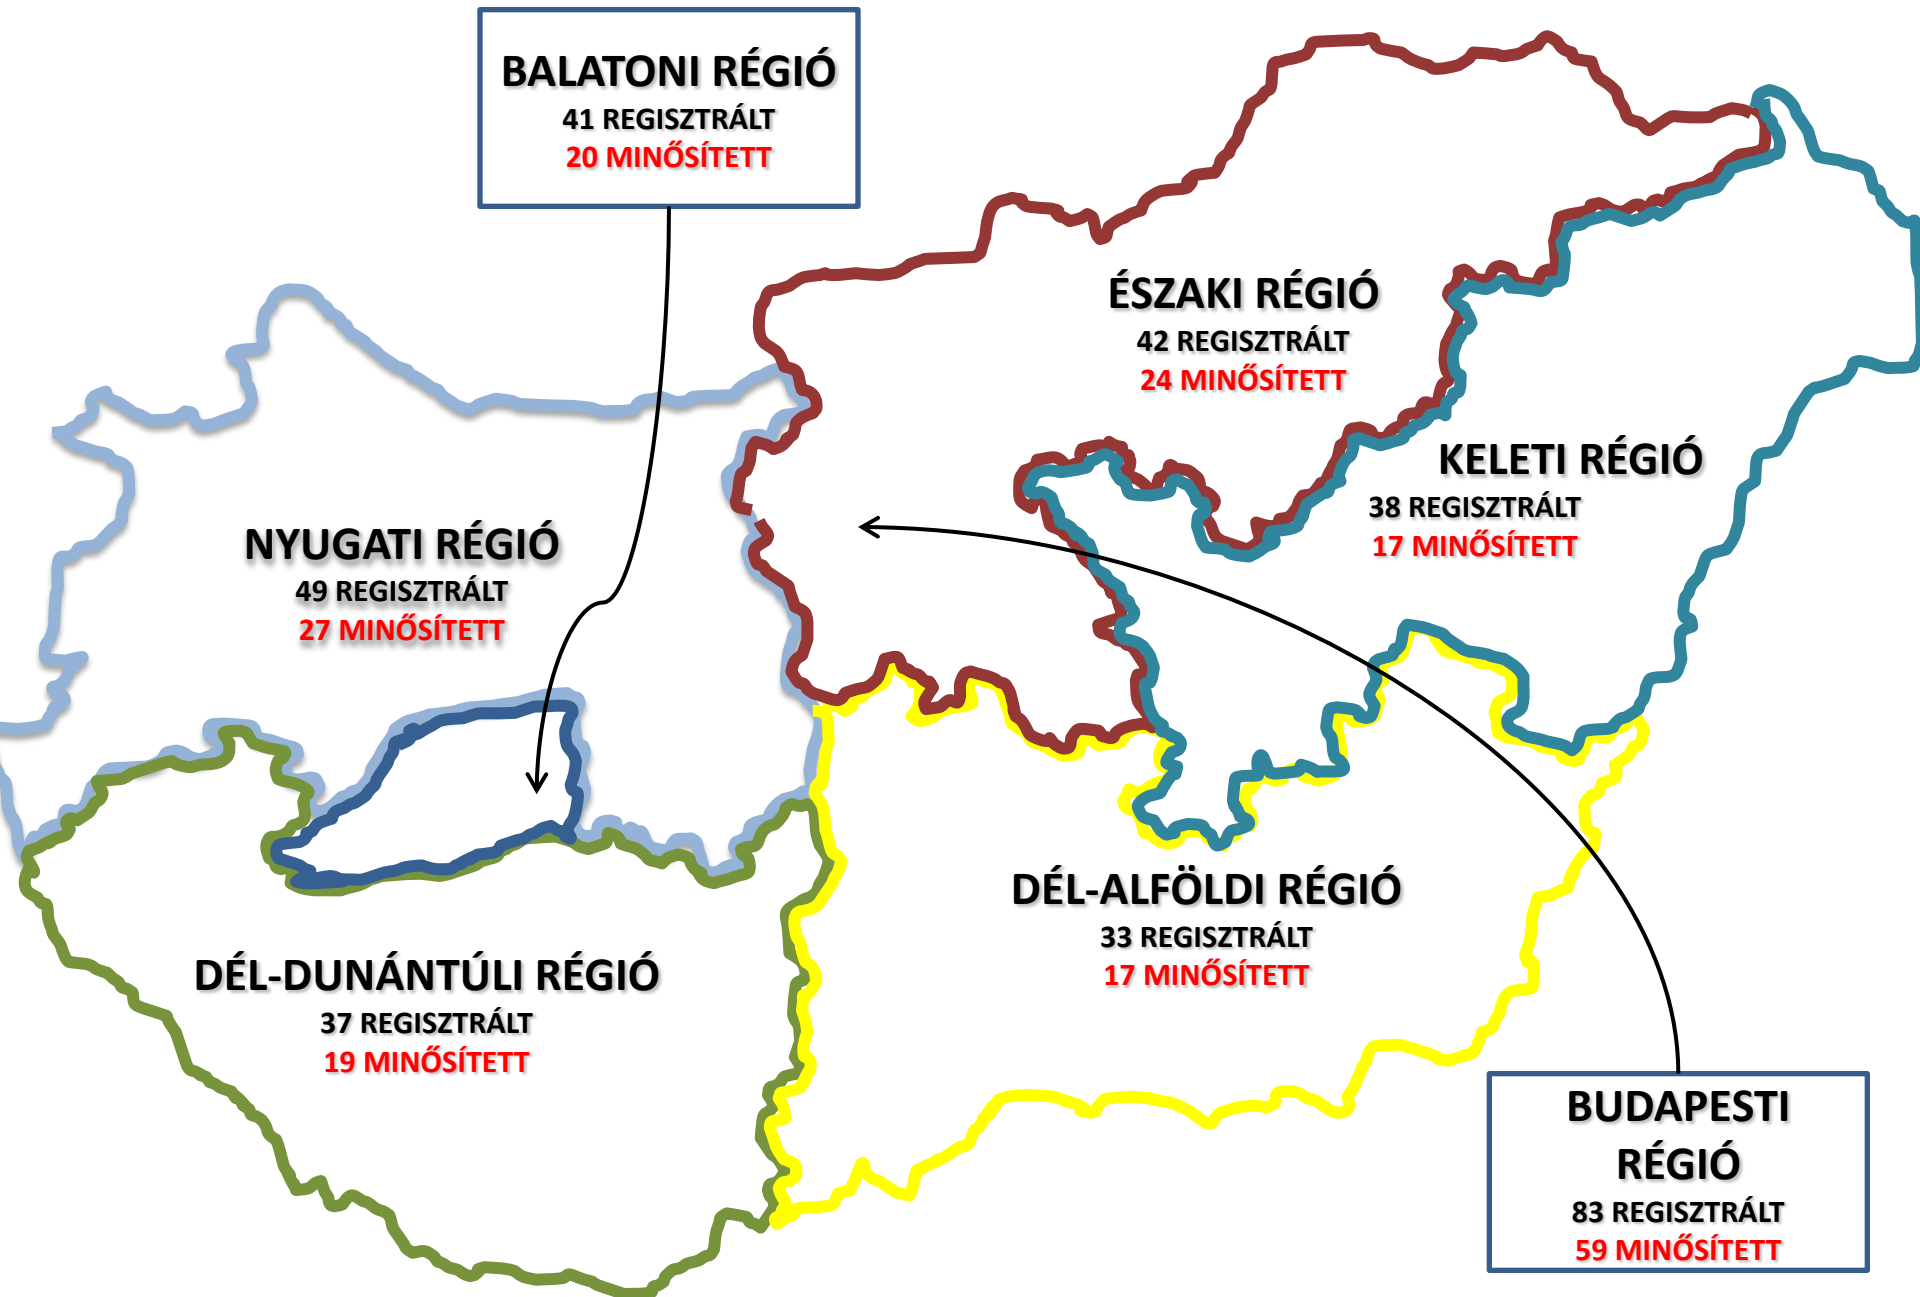 BALATONI RÉGIÓ
41 REGISZTRÁLT
20 MINŐSÍTETT
ÉSZAKI RÉGIÓ
42 REGISZTRÁLT
24 MINŐSÍTETT
KELETI RÉGIÓ
38 REGISZTRÁLT
17 MINŐSÍTETT
NYUGATI RÉGIÓ
49 REGISZTRÁLT
27 MINŐSÍTETT
DÉL-ALFÖLDI RÉGIÓ
33 REGISZTRÁLT
17 MINŐSÍTETT
DÉL-DUNÁNTÚLI RÉGIÓ
37 REGISZTRÁLT
19 MINŐSÍTETT
BUDAPESTI
RÉGIÓ
83 REGISZTRÁLT
59 MINŐSÍTETT